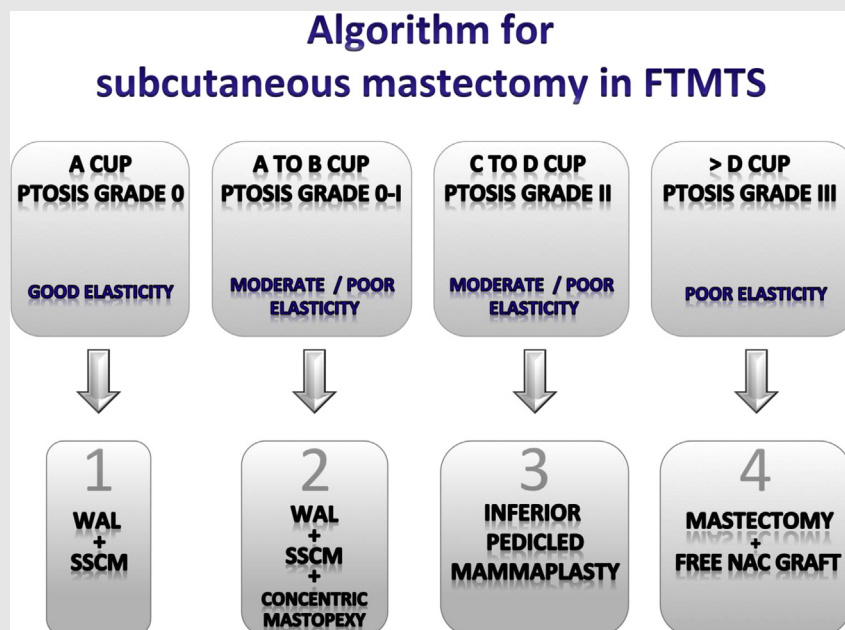 Algorithm for
subcutaneous mastectomy in FTMTS
A CUP
PTOSIS GRADE 0
GOOD ELASTICITY
A TO B CUP
PTOSIS GRADE 0-I
MODERATE / POOR
ELASTICITY
C TO D CUP
PTOSIS GRADE II
MODERATE / POOR
ELASTICITY
> D CUP
PTOSIS GRADE III
POOR ELASTICITY
1
WAL
+
SSCM
2
WAL
+
SSCM
+
CONCENTRIC
MASTOPEXY
3
INFERIOR
PEDICLED
MAMMAPLASTY
4
MASTECTOMY
+
FREE NAC GRAFT